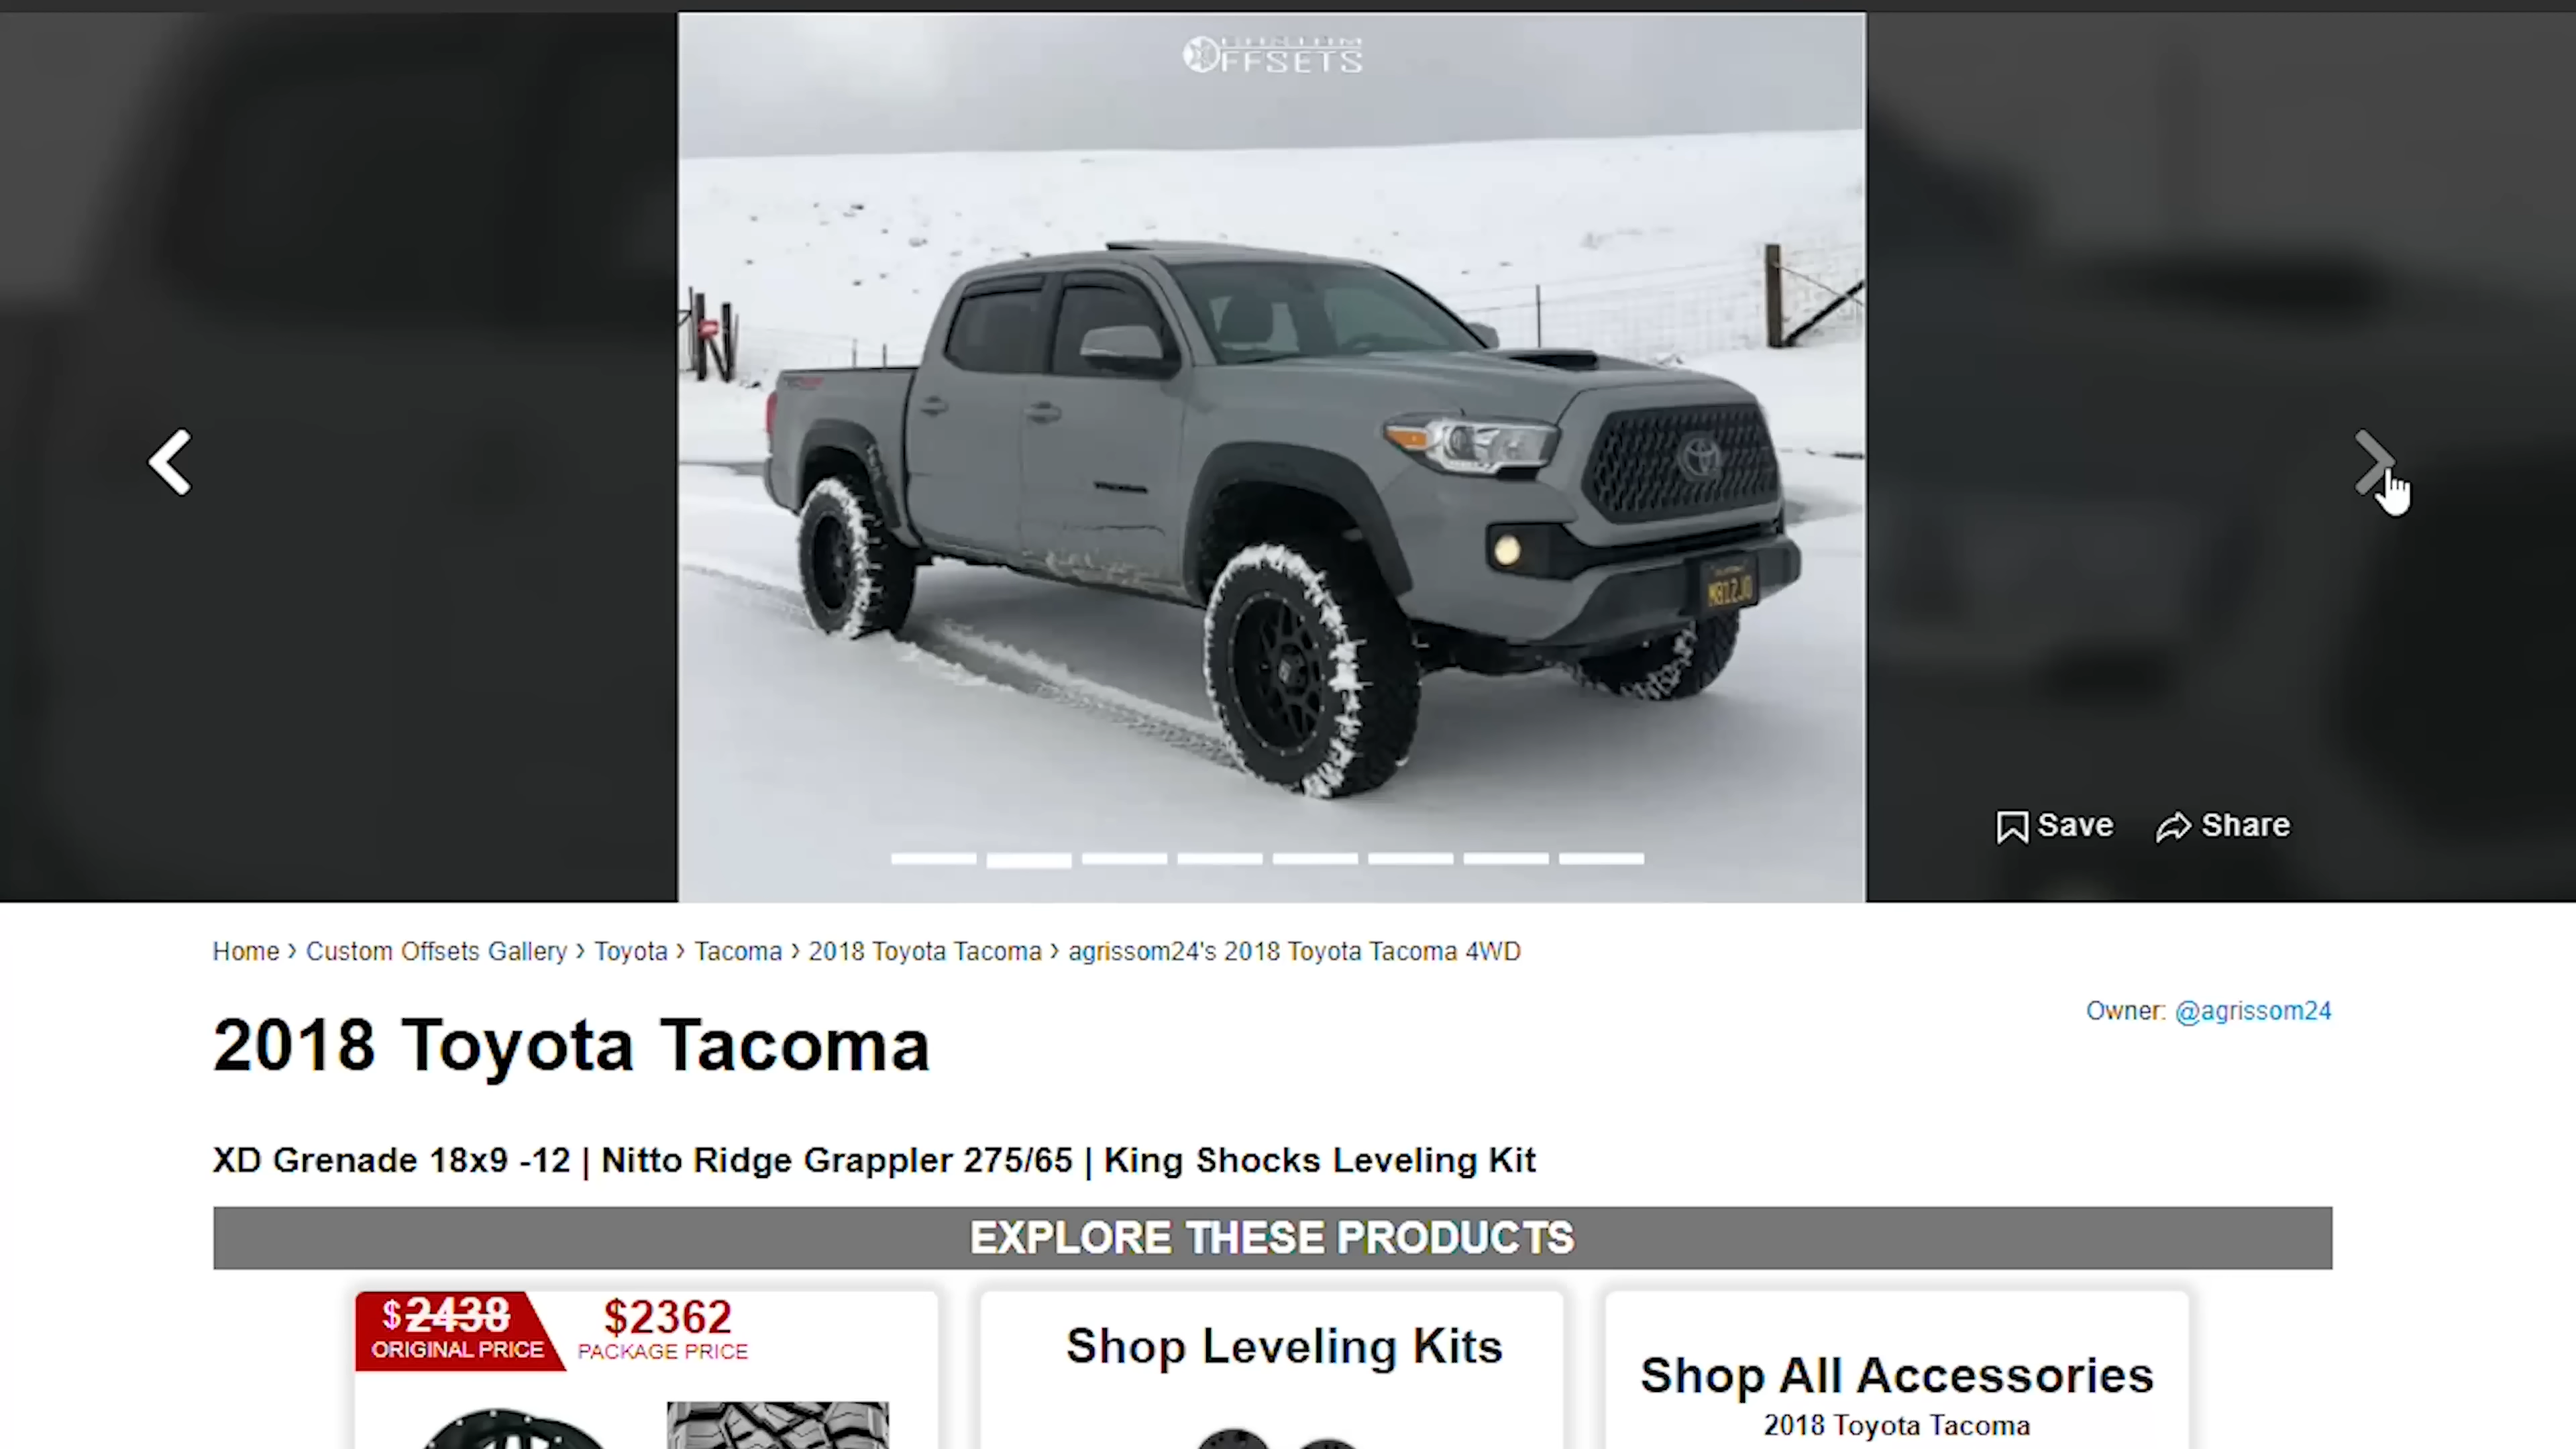 OFFSETS
TACOMA
M812J0
Save
Share
Home › Custom Offsets Gallery › Toyota › Tacoma › 2018 Toyota Tacoma › agrissom24's 2018 Toyota Tacoma 4WD
Owner: @agrissom24
2018 Toyota Tacoma
XD Grenade 18x9 -12 | Nitto Ridge Grappler 275/65 | King Shocks Leveling Kit
EXPLORE THESE PRODUCTS
$2438
ORIGINAL PRICE
$2362
PACKAGE PRICE
Shop Leveling Kits
Shop All Accessories
2018 Toyota Tacoma